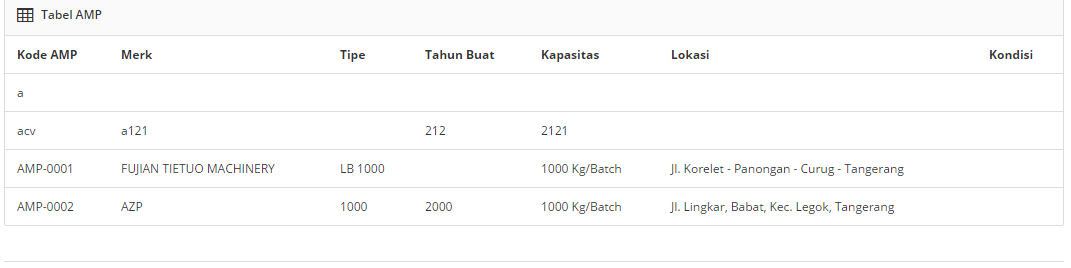 Tabel AMP
Kode AMP Merk Tipe Tahun Buat Kapasitas Lokasi Kondisi
a
acv a121 212 2121
AMP-0001 FUJIAN TIETUO MACHINERY LB 1000 1000 Kg/Batch Jl. Korelet - Panongan - Curug - Tangerang
AMP-0002 AZP 1000 2000 1000 Kg/Batch Jl. Lingkar, Babat, Kec. Legok, Tangerang